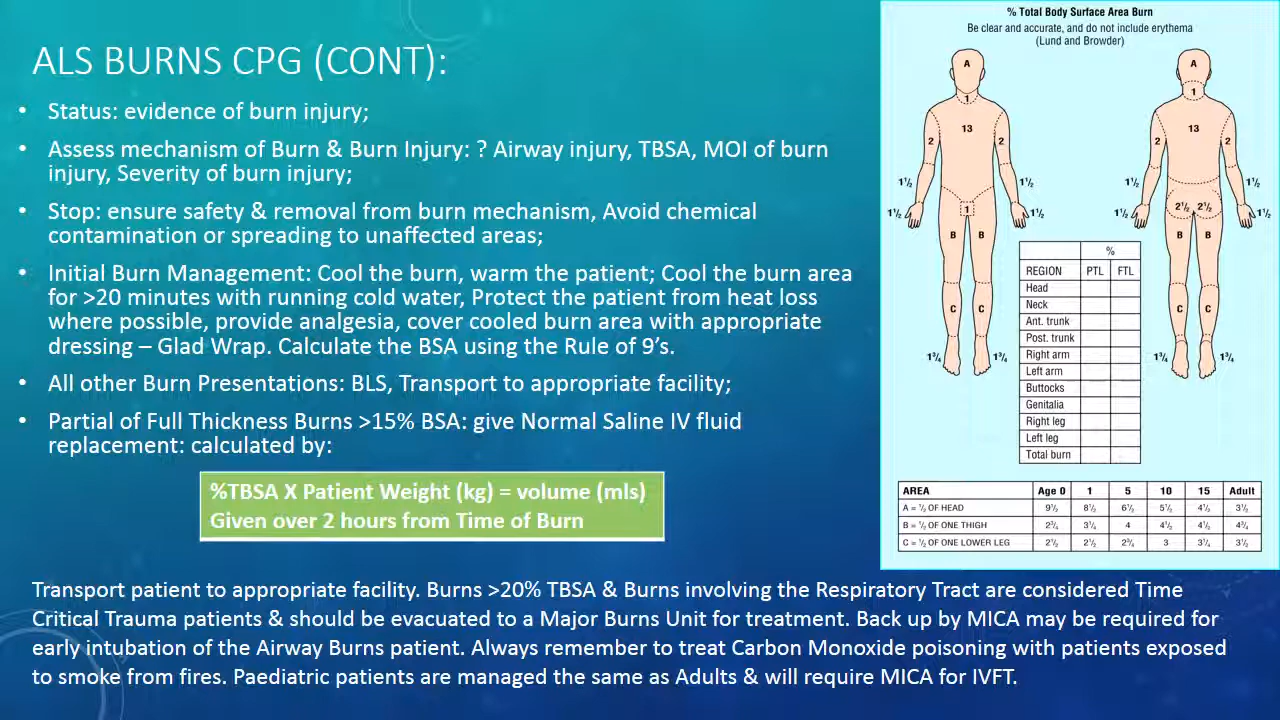 ALS BURNS CPG (CONT):
• Status: evidence of burn injury;
• Assess mechanism of Burn & Burn Injury: ? Airway injury, TBSA, MOI of burn
injury, Severity of burn injury;
• Stop: ensure safety & removal from burn mechanism, Avoid chemical
contamination or spreading to unaffected areas;
• Initial Burn Management: Cool the burn, warm the patient; Cool the burn area
for >20 minutes with running cold water, Protect the patient from heat loss
where possible, provide analgesia, cover cooled burn area with appropriate
dressing – Glad Wrap. Calculate the BSA using the Rule of 9's.
• All other Burn Presentations: BLS, Transport to appropriate facility;
• Partial of Full Thickness Burns >15% BSA: give Normal Saline IV fluid
replacement: calculated by:
%TBSA X Patient Weight (kg) = volume (mls)
Given over 2 hours from Time of Burn
Transport patient to appropriate facility. Burns >20% TBSA & Burns involving the Respiratory Tract are considered Time
Critical Trauma patients & should be evacuated to a Major Burns Unit for treatment. Back up by MICA may be required for
early intubation of the Airway Burns patient. Always remember to treat Carbon Monoxide poisoning with patients exposed
to smoke from fires. Paediatric patients are managed the same as Adults & will require MICA for IVFT.
% Total Body Surface Area Burn
Be clear and accurate, and do not include erythema
(Lund and Browder)
A A
1 1
13 13
2 2 2 2
1½ 1½ 1½ 1½
1½ 1½ 1½ 1½
1 2½ 2½
B B B B
C C C C
1¾ 1¾ 1¾ 1¾
%
REGION PTL FTL
Head
Neck
Ant. trunk
Post. trunk
Right arm
Left arm
Buttocks
Genitalia
Right leg
Left leg
Total burn
AREA Age 0 1 5 10 15 Adult
A = ½ OF HEAD 9½ 8½ 6½ 5½ 4½ 3½
B = ½ OF ONE THIGH 2¾ 3¼ 4 4½ 4½ 4¾
C = ½ OF ONE LOWER LEG 2½ 2½ 2¾ 3 3¼ 3½